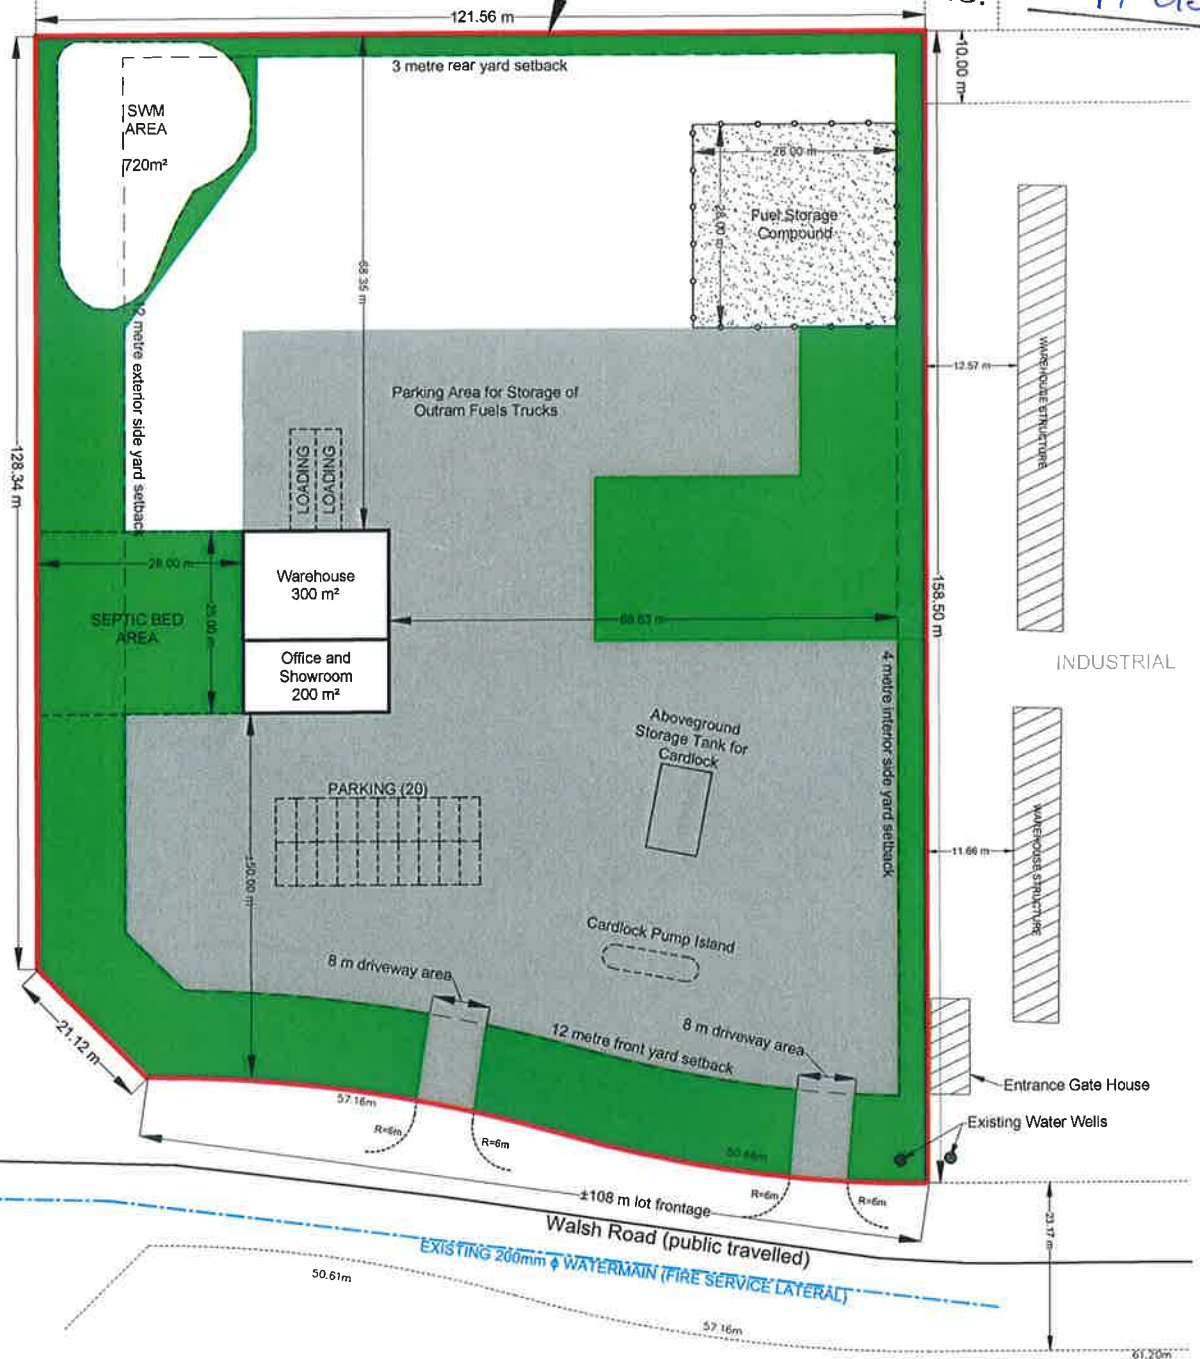 121.56 m
10.00 m
3 metre rear yard setback
SWM
AREA
720m²
28.00 m
28.00 m
Fuel Storage
Compound
68.35 m
12 metre exterior side yard setback
128.34 m
Parking Area for Storage of
Outram Fuels Trucks
LOADING
LOADING
12.57 m
WAREHOUSE STRUCTURE
28.00 m
25.00 m
SEPTIC BED
AREA
Warehouse
300 m²
Office and
Showroom
200 m²
69.63 m
158.50 m
4 metre interior side yard setback
INDUSTRIAL
Aboveground
Storage Tank for
Cardlock
PARKING (20)
±50.00 m
11.66 m
WAREHOUSE STRUCTURE
Cardlock Pump Island
8 m driveway area
8 m driveway area
12 metre front yard setback
21.12 m
Entrance Gate House
Existing Water Wells
57.16m
R=6m
R=6m
50.66m
R=6m
R=6m
±108 m lot frontage
Walsh Road (public travelled)
23.17 m
EXISTING 200mm ϕ WATERMAIN (FIRE SERVICE LATERAL)
50.61m
57.16m
61.20m